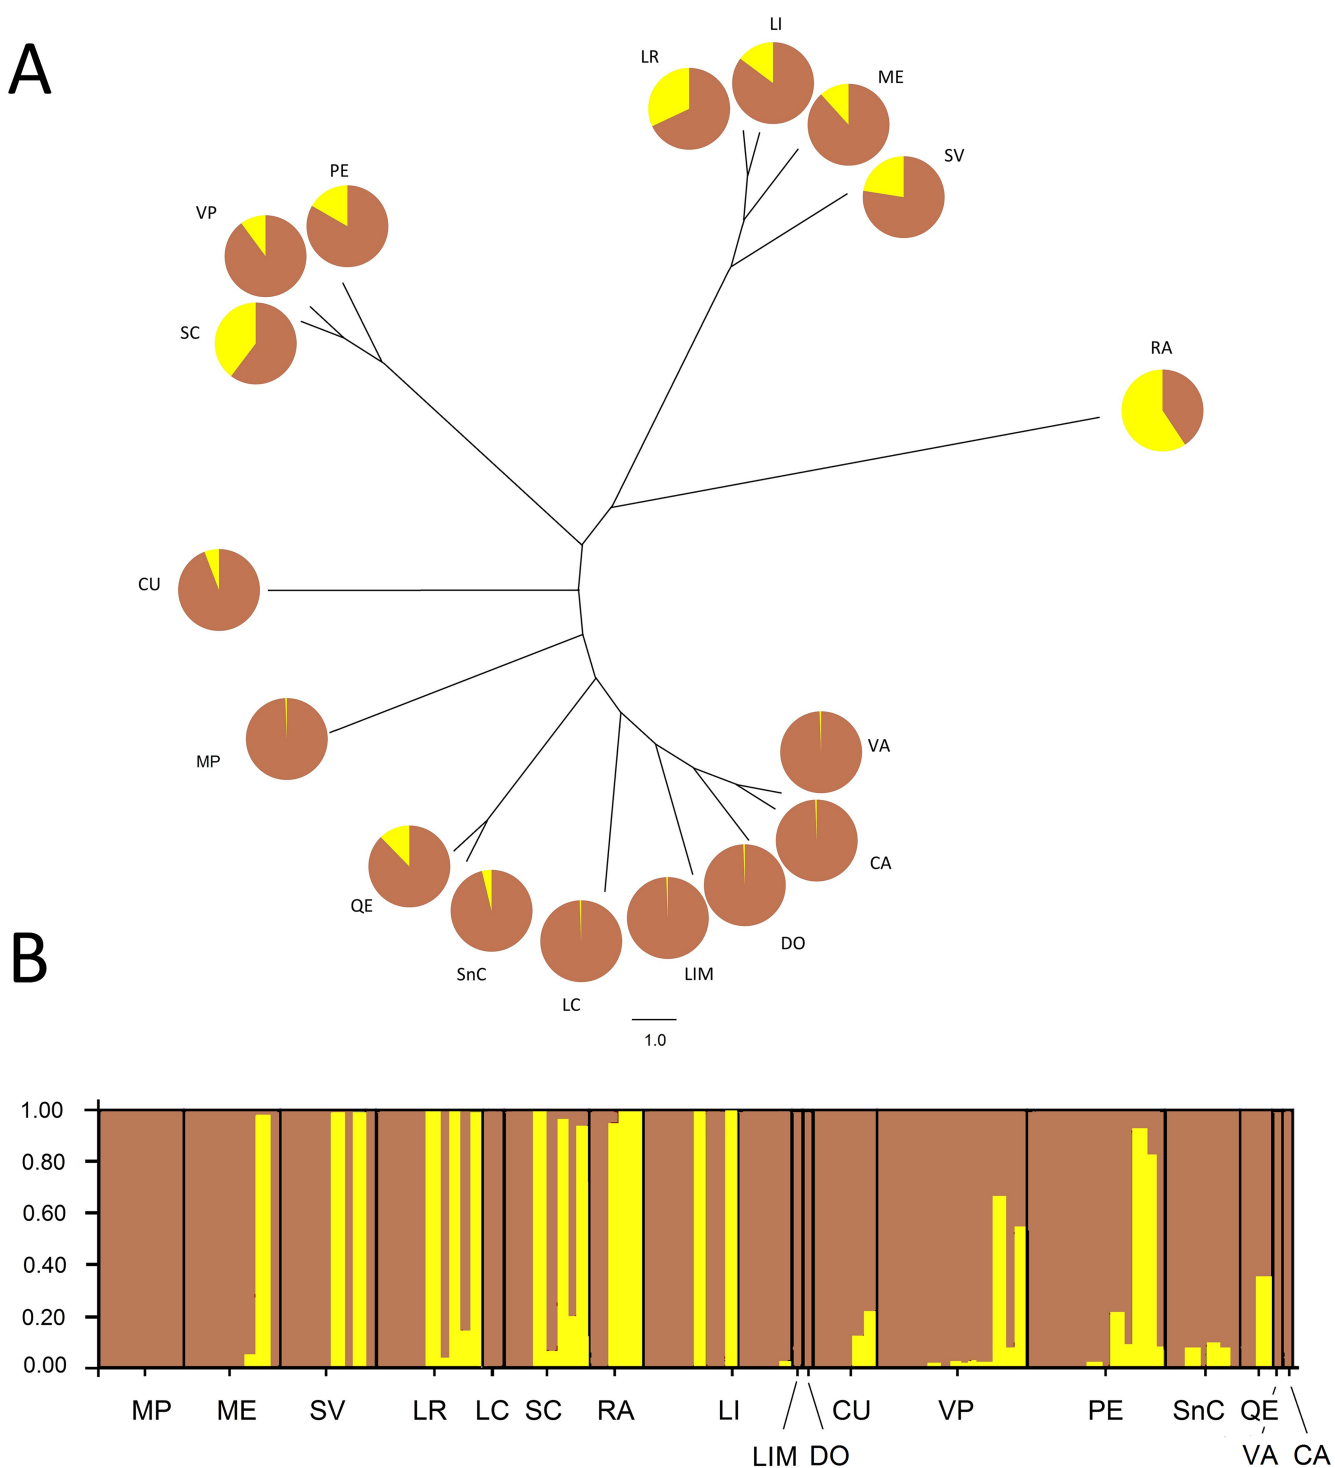 A
LI
LR
ME
SV
PE
VP
SC
RA
CU
MP
VA
CA
QE
DO
SnC
LIM
LC
1.0
B
1.00
0.80
0.60
0.40
0.20
0.00
MP ME SV LR LC SC RA LI CU VP PE SnC QE
LIM DO VA CA